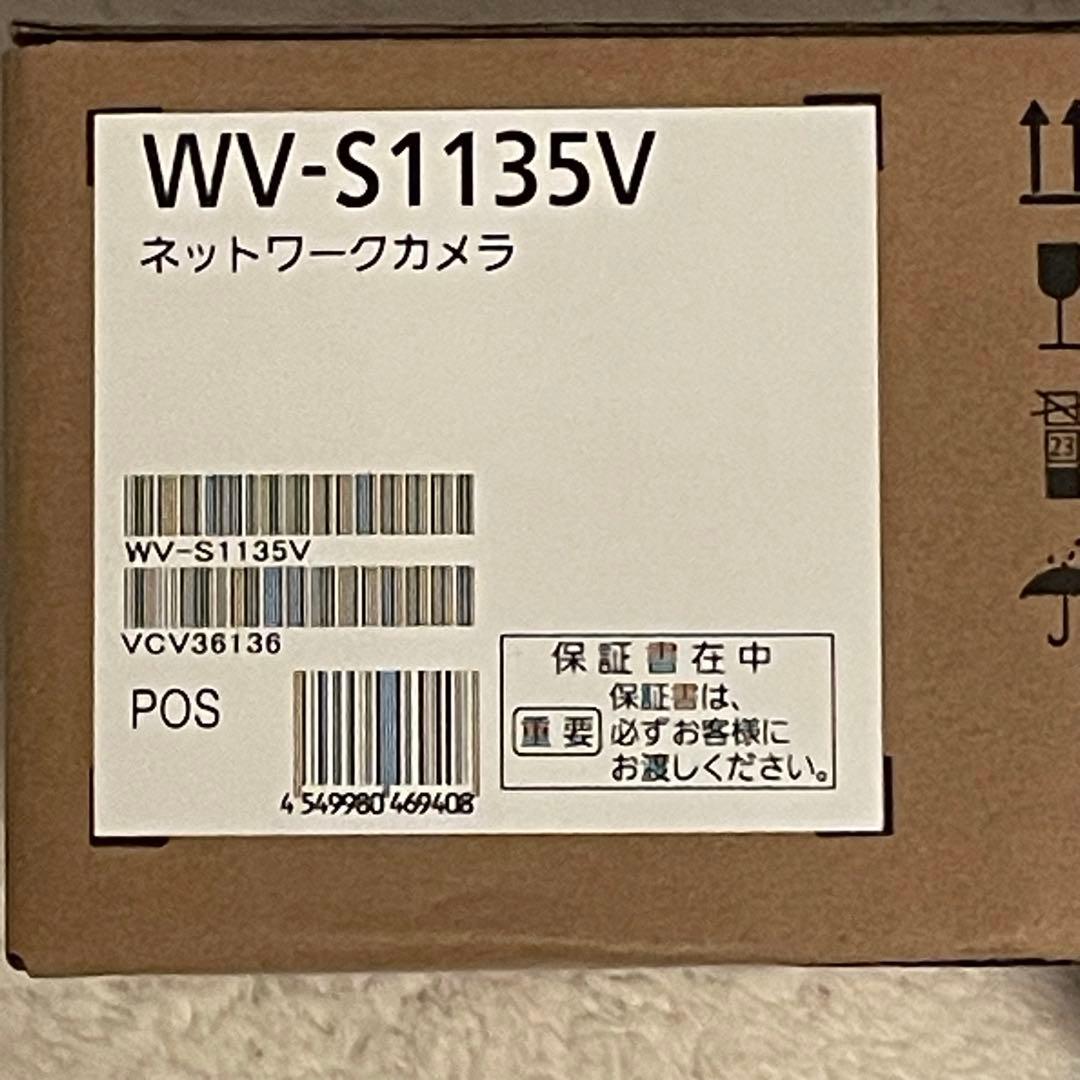 WV-S1135V
ネットワークカメラ
WV-S1135V
VCV36136
POS
4 549980 469408
保証書在中
重要
保証書は、
必ずお客様に
お渡しください。
23